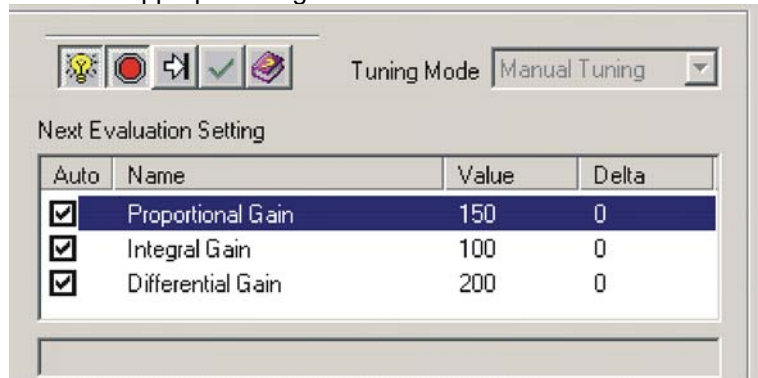 Tuning Mode Manual Tuning
Next Evaluation Setting
Auto Name Value Delta
Proportional Gain 150 0
Integral Gain 100 0
Differential Gain 200 0